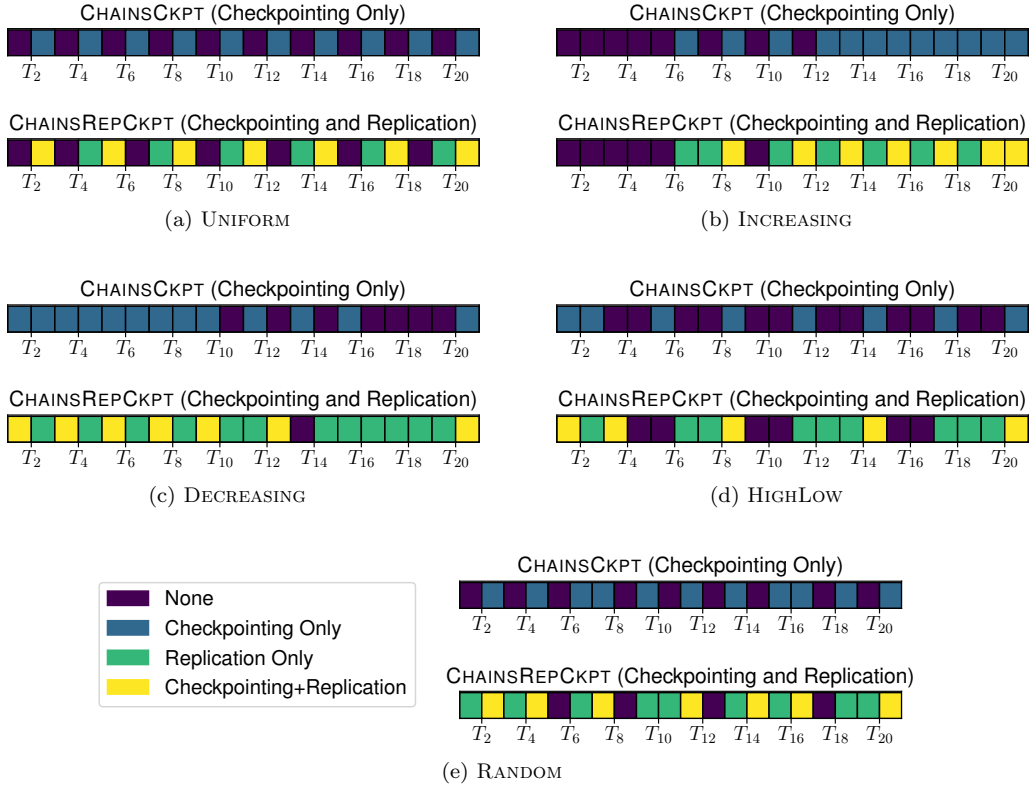 CHAINSCKPT (Checkpointing Only)
T2 T4 T6 T8 T10 T12 T14 T16 T18 T20
CHAINSREPCKPT (Checkpointing and Replication)
T2 T4 T6 T8 T10 T12 T14 T16 T18 T20
(a) UNIFORM
CHAINSCKPT (Checkpointing Only)
T2 T4 T6 T8 T10 T12 T14 T16 T18 T20
CHAINSREPCKPT (Checkpointing and Replication)
T2 T4 T6 T8 T10 T12 T14 T16 T18 T20
(b) INCREASING
CHAINSCKPT (Checkpointing Only)
T2 T4 T6 T8 T10 T12 T14 T16 T18 T20
CHAINSREPCKPT (Checkpointing and Replication)
T2 T4 T6 T8 T10 T12 T14 T16 T18 T20
(c) DECREASING
CHAINSCKPT (Checkpointing Only)
T2 T4 T6 T8 T10 T12 T14 T16 T18 T20
CHAINSREPCKPT (Checkpointing and Replication)
T2 T4 T6 T8 T10 T12 T14 T16 T18 T20
(d) HIGHLOW
None
Checkpointing Only
Replication Only
Checkpointing+Replication
CHAINSCKPT (Checkpointing Only)
T2 T4 T6 T8 T10 T12 T14 T16 T18 T20
CHAINSREPCKPT (Checkpointing and Replication)
T2 T4 T6 T8 T10 T12 T14 T16 T18 T20
(e) RANDOM